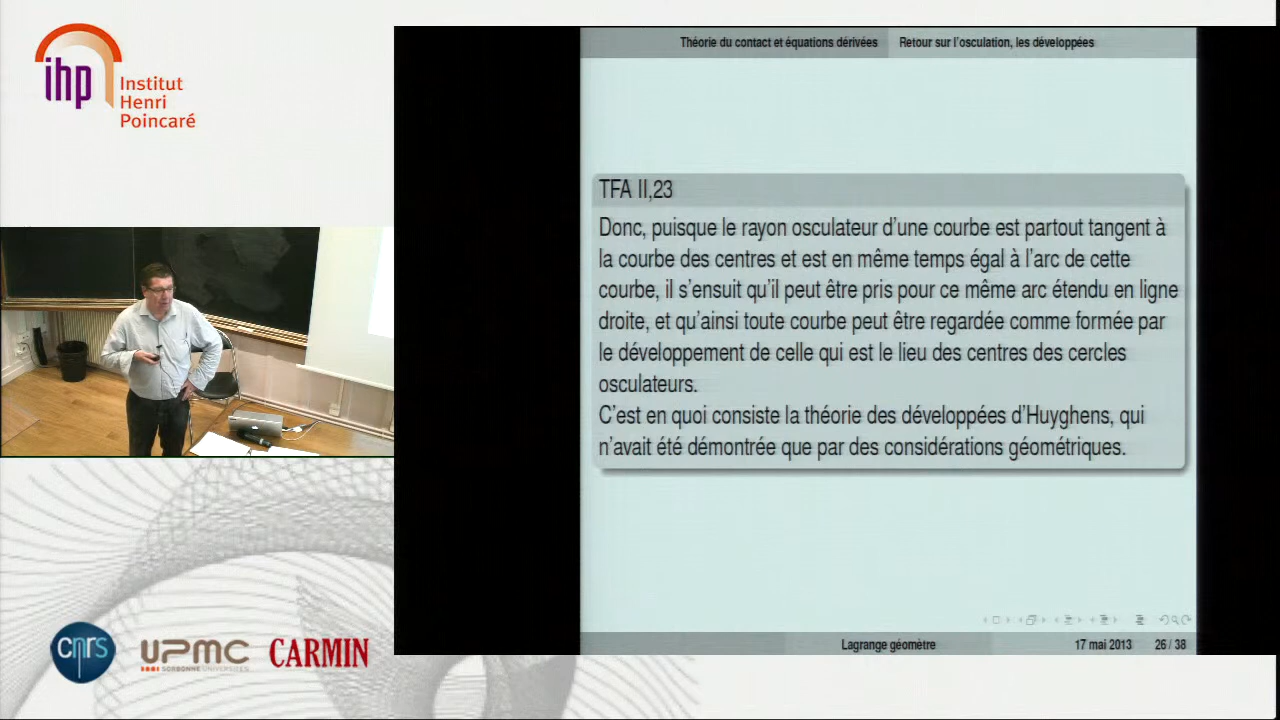 ihp
Institut
Henri
Poincaré
Théorie du contact et équations dérivées
Retour sur l'osculation, les développées
TFA II,23
Donc, puisque le rayon osculateur d'une courbe est partout tangent à
la courbe des centres et est en même temps égal à l'arc de cette
courbe, il s'ensuit qu'il peut être pris pour ce même arc étendu en ligne
droite, et qu'ainsi toute courbe peut être regardée comme formée par
le développement de celle qui est le lieu des centres des cercles
osculateurs.
C'est en quoi consiste la théorie des développées d'Huyghens, qui
n'avait été démontrée que par des considérations géométriques.
Lagrange géomètre
17 mai 2013
26 / 38
cnrs
UPMC
SORBONNE UNIVERSITÉS
CARMIN